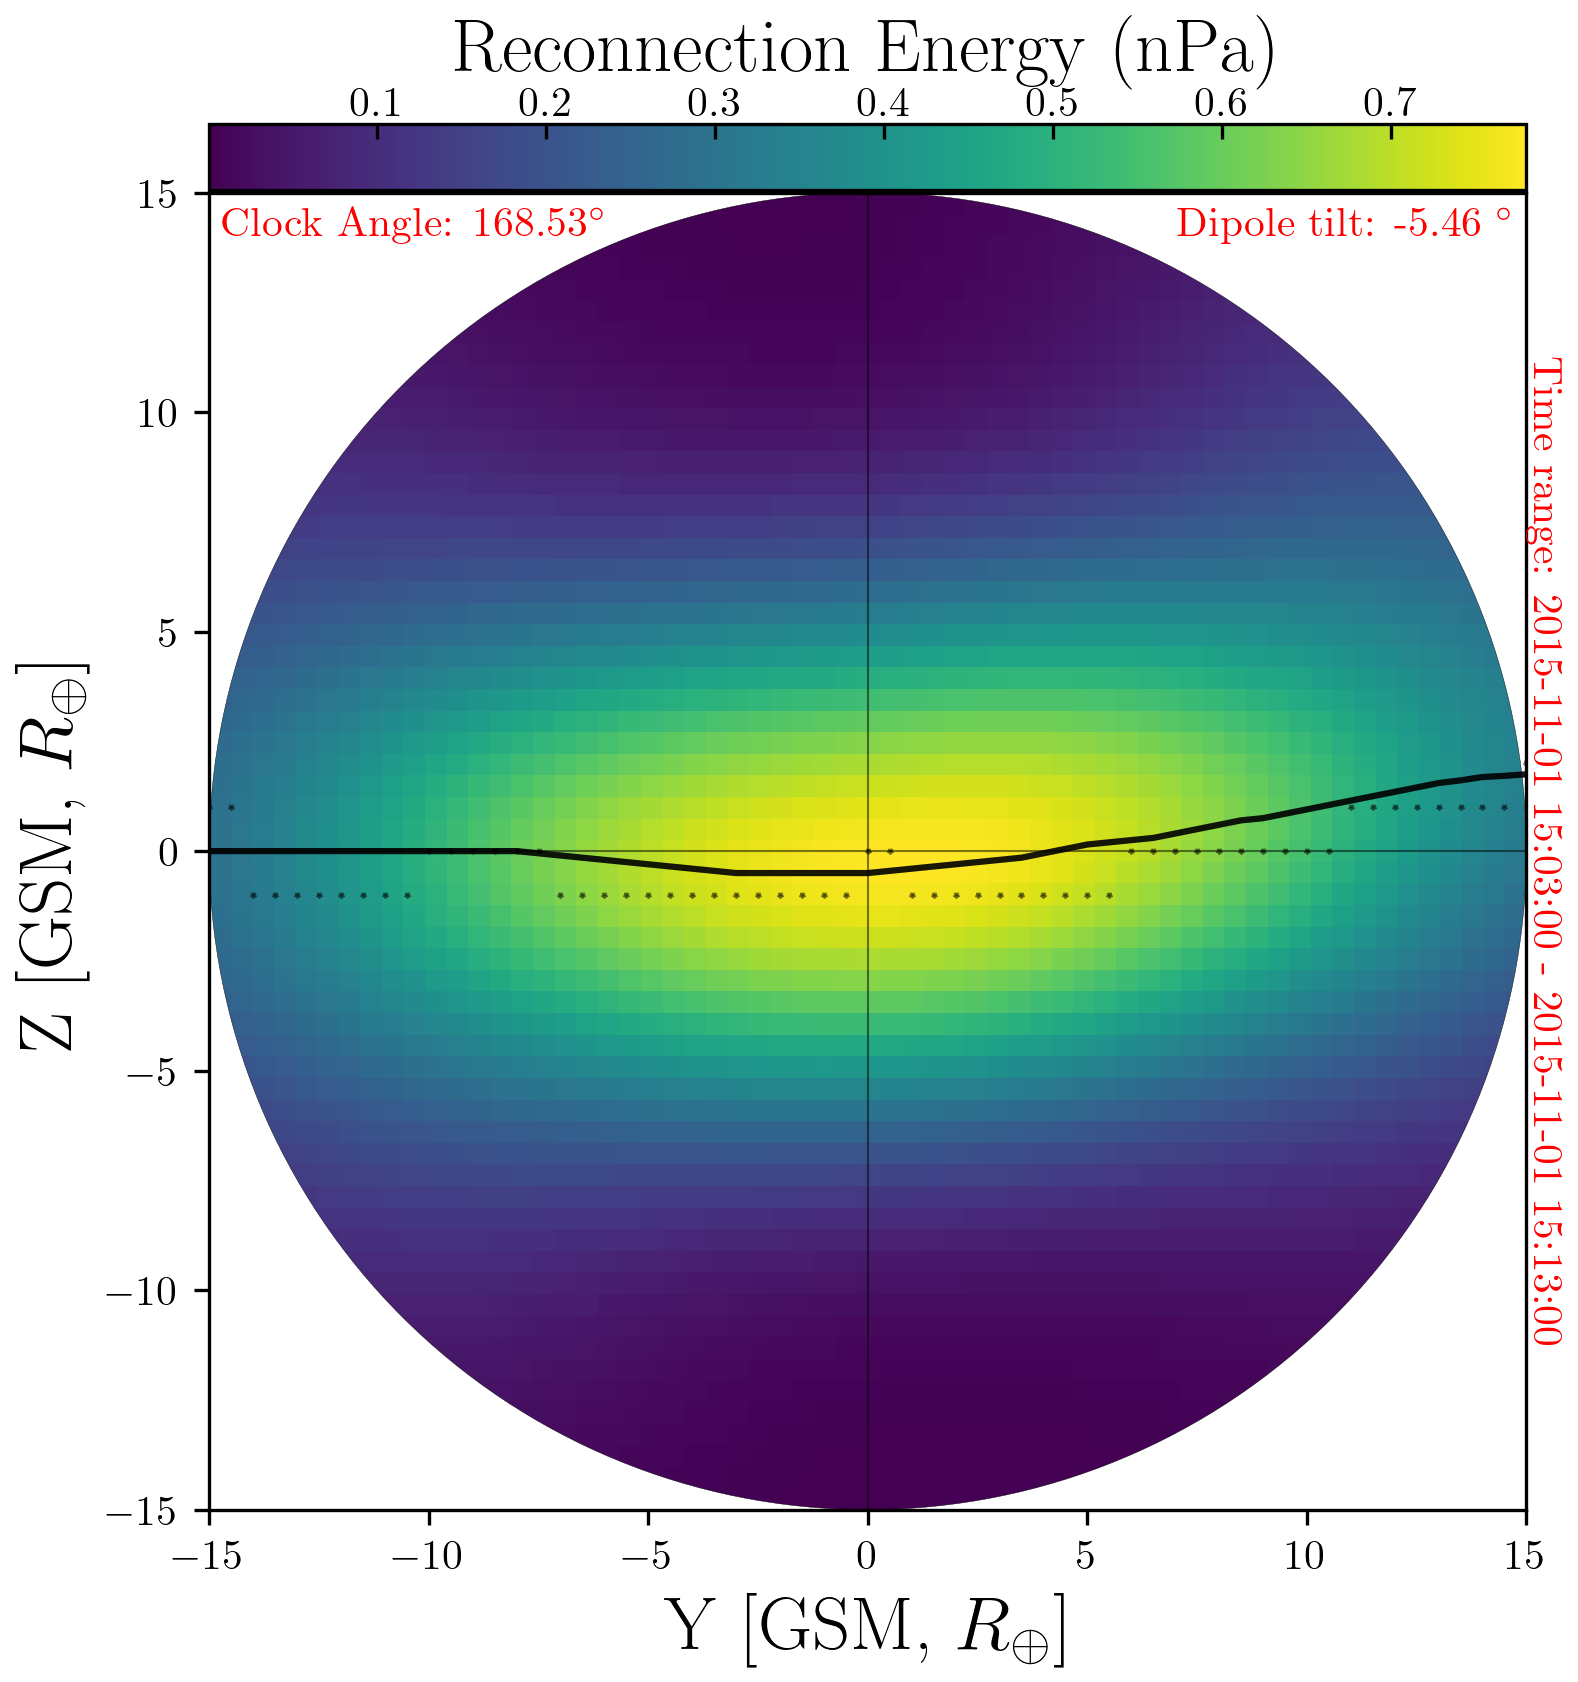 Reconnection Energy (nPa)
0.1 0.2 0.3 0.4 0.5 0.6 0.7
Clock Angle: 168.53°
Dipole tilt: -5.46 °
Time range: 2015-11-01 15:03:00 - 2015-11-01 15:13:00
15
10
5
0
−5
−10
−15
Z [GSM, R⊕]
−15 −10 −5 0 5 10 15
Y [GSM, R⊕]